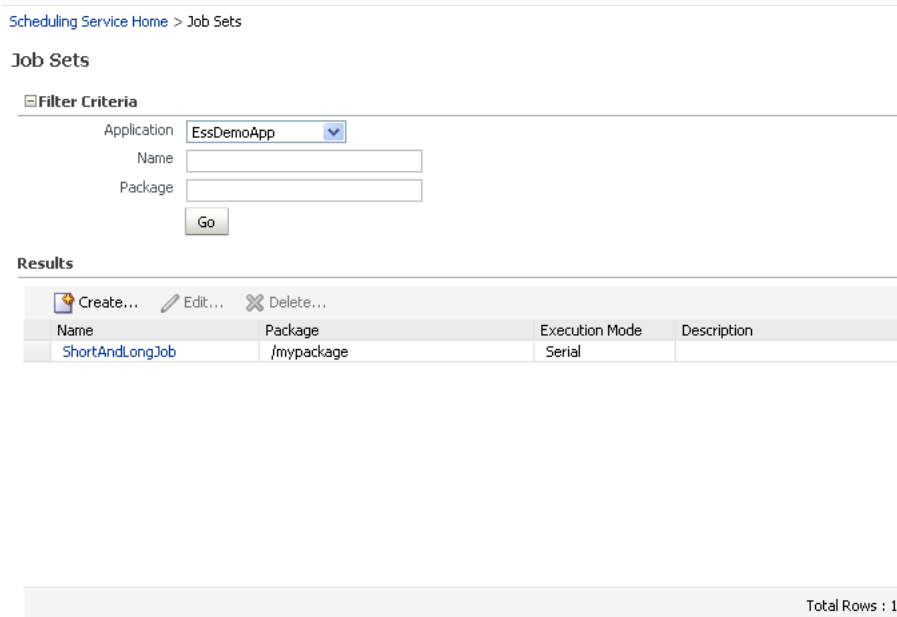 Scheduling Service Home > Job Sets
Job Sets
Filter Criteria
Application EssDemoApp
Name
Package
Go
Results
Create... Edit... Delete...
Name Package Execution Mode Description
ShortAndLongJob /mypackage Serial
Total Rows : 1